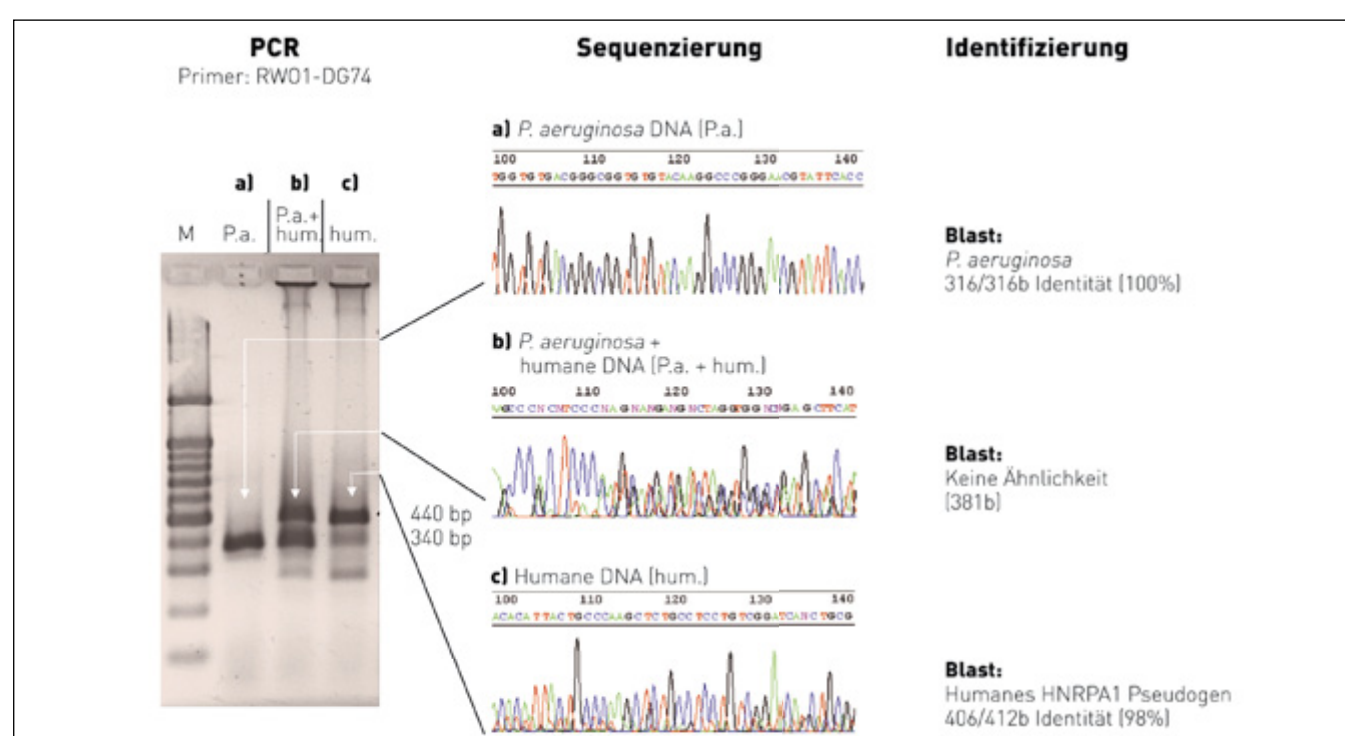 PCR
Primer: RW01-DG74
Sequenzierung
Identifizierung
a) b) c)
M P.a. P.a.+ hum. hum.
440 bp
340 bp
a) P. aeruginosa DNA (P.a.)
100 110 120 130 140
TGGTGTGACGGGCGGTGTGTACAAGGCCCGGGAACGTATTCACC
Blast:
P. aeruginosa
316/316b Identität (100%)
b) P. aeruginosa +
humane DNA (P.a. + hum.)
100 110 120 130 140
Blast:
Keine Ähnlichkeit
(381b)
c) Humane DNA (hum.)
100 110 120 130 140
ACACATTACTGCCCAAGCTCTGCCTCCTGTCGGATCANCTGCG
Blast:
Humanes HNRPA1 Pseudogen
406/412b Identität (98%)